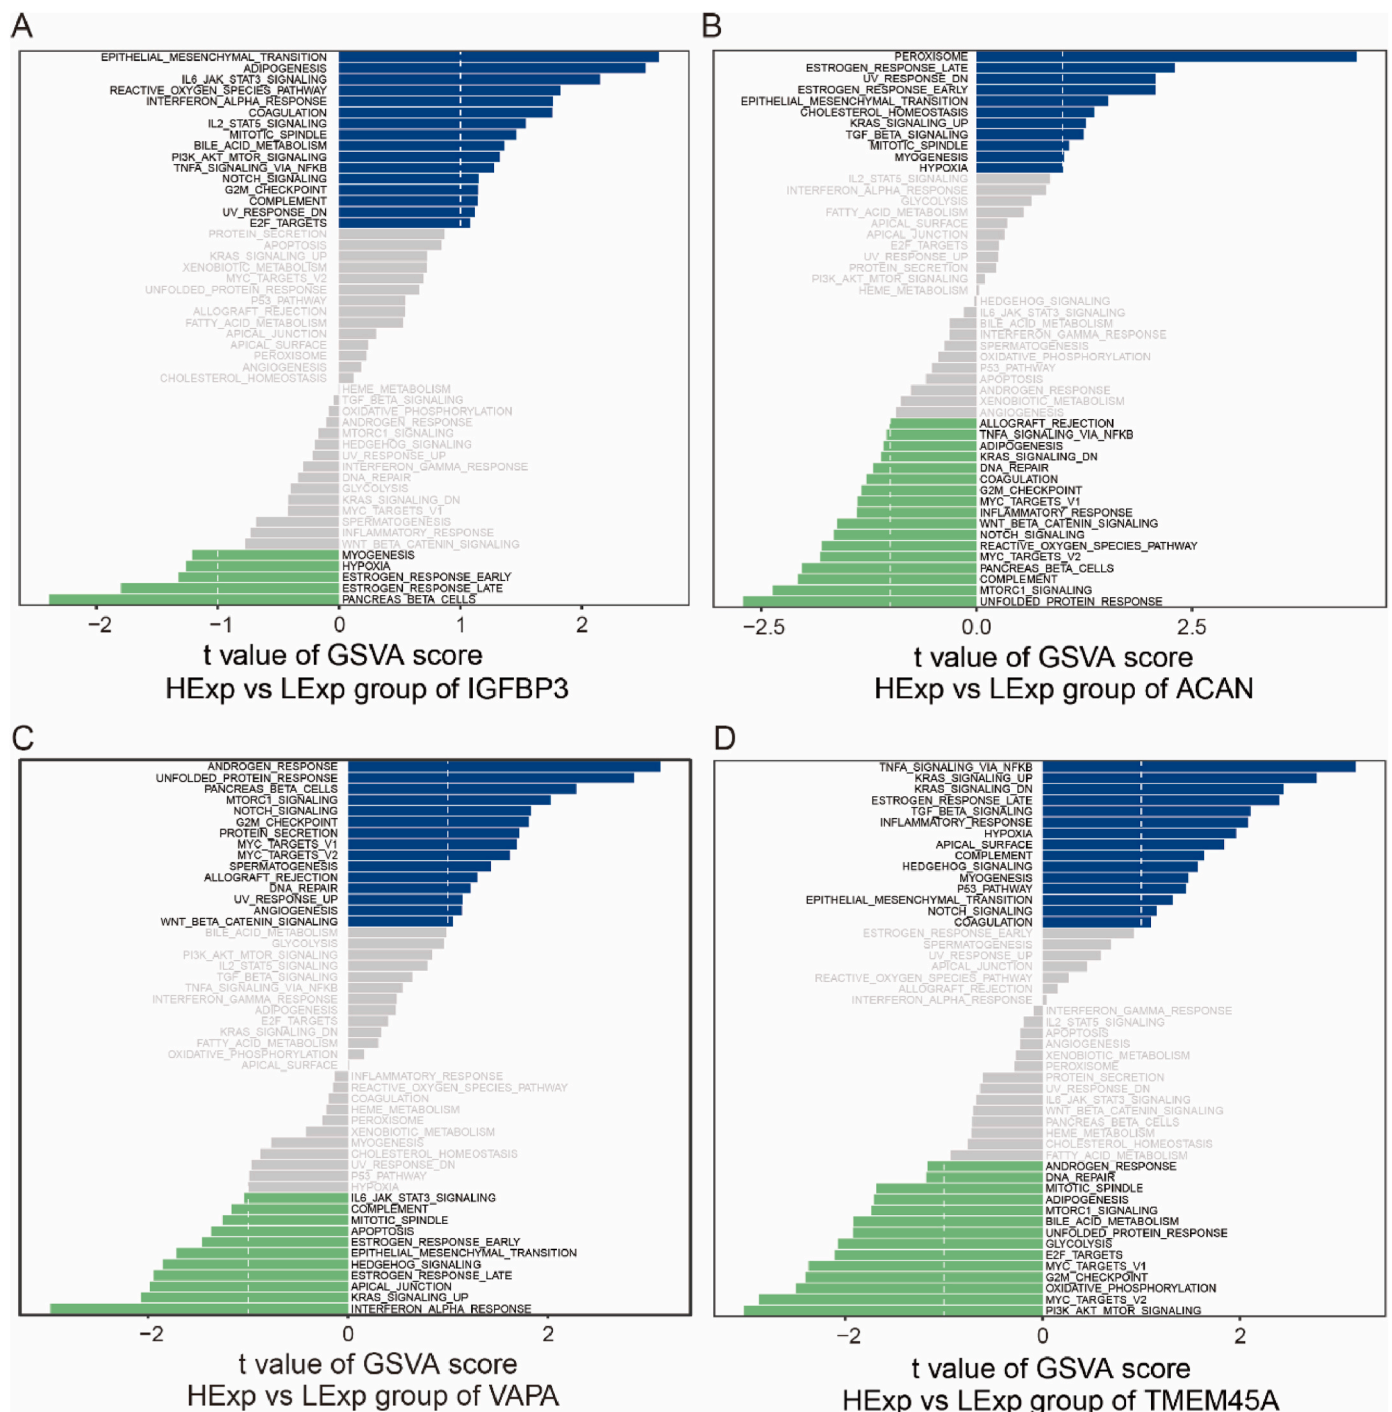 A
EPITHELIAL_MESENCHYMAL_TRANSITION
ADIPOGENESIS
IL6_JAK_STAT3_SIGNALING
REACTIVE_OXYGEN_SPECIES_PATHWAY
INTERFERON_ALPHA_RESPONSE
COAGULATION
IL2_STAT5_SIGNALING
MITOTIC_SPINDLE
BILE_ACID_METABOLISM
PI3K_AKT_MTOR_SIGNALING
TNFA_SIGNALING_VIA_NFKB
NOTCH_SIGNALING
G2M_CHECKPOINT
COMPLEMENT
UV_RESPONSE_DN
E2F_TARGETS
PROTEIN_SECRETION
APOPTOSIS
KRAS_SIGNALING_UP
XENOBIOTIC_METABOLISM
MYC_TARGETS_V2
UNFOLDED_PROTEIN_RESPONSE
P53_PATHWAY
ALLOGRAFT_REJECTION
FATTY_ACID_METABOLISM
APICAL_JUNCTION
APICAL_SURFACE
PEROXISOME
ANGIOGENESIS
CHOLESTEROL_HOMEOSTASIS
HEME_METABOLISM
TGF_BETA_SIGNALING
OXIDATIVE_PHOSPHORYLATION
ANDROGEN_RESPONSE
MTORC1_SIGNALING
HEDGEHOG_SIGNALING
UV_RESPONSE_UP
INTERFERON_GAMMA_RESPONSE
DNA_REPAIR
GLYCOLYSIS
KRAS_SIGNALING_DN
MYC_TARGETS_V1
SPERMATOGENESIS
INFLAMMATORY_RESPONSE
WNT_BETA_CATENIN_SIGNALING
MYOGENESIS
HYPOXIA
ESTROGEN_RESPONSE_EARLY
ESTROGEN_RESPONSE_LATE
PANCREAS_BETA_CELLS
−2 −1 0 1 2
t value of GSVA score
HExp vs LExp group of IGFBP3
B
PEROXISOME
ESTROGEN_RESPONSE_LATE
UV_RESPONSE_DN
ESTROGEN_RESPONSE_EARLY
EPITHELIAL_MESENCHYMAL_TRANSITION
CHOLESTEROL_HOMEOSTASIS
KRAS_SIGNALING_UP
TGF_BETA_SIGNALING
MITOTIC_SPINDLE
MYOGENESIS
HYPOXIA
IL2_STAT5_SIGNALING
INTERFERON_ALPHA_RESPONSE
GLYCOLYSIS
FATTY_ACID_METABOLISM
APICAL_SURFACE
APICAL_JUNCTION
E2F_TARGETS
UV_RESPONSE_UP
PROTEIN_SECRETION
PI3K_AKT_MTOR_SIGNALING
HEME_METABOLISM
HEDGEHOG_SIGNALING
IL6_JAK_STAT3_SIGNALING
BILE_ACID_METABOLISM
INTERFERON_GAMMA_RESPONSE
SPERMATOGENESIS
OXIDATIVE_PHOSPHORYLATION
P53_PATHWAY
APOPTOSIS
ANDROGEN_RESPONSE
XENOBIOTIC_METABOLISM
ANGIOGENESIS
ALLOGRAFT_REJECTION
TNFA_SIGNALING_VIA_NFKB
ADIPOGENESIS
KRAS_SIGNALING_DN
DNA_REPAIR
COAGULATION
G2M_CHECKPOINT
MYC_TARGETS_V1
INFLAMMATORY_RESPONSE
WNT_BETA_CATENIN_SIGNALING
NOTCH_SIGNALING
REACTIVE_OXYGEN_SPECIES_PATHWAY
MYC_TARGETS_V2
PANCREAS_BETA_CELLS
COMPLEMENT
MTORC1_SIGNALING
UNFOLDED_PROTEIN_RESPONSE
−2.5 0.0 2.5
t value of GSVA score
HExp vs LExp group of ACAN
C
ANDROGEN_RESPONSE
UNFOLDED_PROTEIN_RESPONSE
PANCREAS_BETA_CELLS
MTORC1_SIGNALING
NOTCH_SIGNALING
G2M_CHECKPOINT
PROTEIN_SECRETION
MYC_TARGETS_V1
MYC_TARGETS_V2
SPERMATOGENESIS
ALLOGRAFT_REJECTION
DNA_REPAIR
UV_RESPONSE_UP
ANGIOGENESIS
WNT_BETA_CATENIN_SIGNALING
BILE_ACID_METABOLISM
GLYCOLYSIS
PI3K_AKT_MTOR_SIGNALING
IL2_STAT5_SIGNALING
TGF_BETA_SIGNALING
TNFA_SIGNALING_VIA_NFKB
INTERFERON_GAMMA_RESPONSE
ADIPOGENESIS
E2F_TARGETS
KRAS_SIGNALING_DN
FATTY_ACID_METABOLISM
OXIDATIVE_PHOSPHORYLATION
APICAL_SURFACE
INFLAMMATORY_RESPONSE
REACTIVE_OXYGEN_SPECIES_PATHWAY
COAGULATION
HEME_METABOLISM
PEROXISOME
XENOBIOTIC_METABOLISM
MYOGENESIS
CHOLESTEROL_HOMEOSTASIS
UV_RESPONSE_DN
P53_PATHWAY
HYPOXIA
IL6_JAK_STAT3_SIGNALING
COMPLEMENT
MITOTIC_SPINDLE
APOPTOSIS
ESTROGEN_RESPONSE_EARLY
EPITHELIAL_MESENCHYMAL_TRANSITION
HEDGEHOG_SIGNALING
ESTROGEN_RESPONSE_LATE
APICAL_JUNCTION
KRAS_SIGNALING_UP
INTERFERON_ALPHA_RESPONSE
−2 0 2
t value of GSVA score
HExp vs LExp group of VAPA
D
TNFA_SIGNALING_VIA_NFKB
KRAS_SIGNALING_UP
KRAS_SIGNALING_DN
ESTROGEN_RESPONSE_LATE
TGF_BETA_SIGNALING
INFLAMMATORY_RESPONSE
HYPOXIA
APICAL_SURFACE
COMPLEMENT
HEDGEHOG_SIGNALING
MYOGENESIS
P53_PATHWAY
EPITHELIAL_MESENCHYMAL_TRANSITION
NOTCH_SIGNALING
COAGULATION
ESTROGEN_RESPONSE_EARLY
SPERMATOGENESIS
UV_RESPONSE_UP
APICAL_JUNCTION
REACTIVE_OXYGEN_SPECIES_PATHWAY
ALLOGRAFT_REJECTION
INTERFERON_ALPHA_RESPONSE
INTERFERON_GAMMA_RESPONSE
IL2_STAT5_SIGNALING
APOPTOSIS
ANGIOGENESIS
XENOBIOTIC_METABOLISM
PEROXISOME
PROTEIN_SECRETION
UV_RESPONSE_DN
IL6_JAK_STAT3_SIGNALING
WNT_BETA_CATENIN_SIGNALING
PANCREAS_BETA_CELLS
HEME_METABOLISM
CHOLESTEROL_HOMEOSTASIS
FATTY_ACID_METABOLISM
ANDROGEN_RESPONSE
DNA_REPAIR
MITOTIC_SPINDLE
ADIPOGENESIS
MTORC1_SIGNALING
BILE_ACID_METABOLISM
UNFOLDED_PROTEIN_RESPONSE
GLYCOLYSIS
E2F_TARGETS
MYC_TARGETS_V1
G2M_CHECKPOINT
OXIDATIVE_PHOSPHORYLATION
MYC_TARGETS_V2
PI3K_AKT_MTOR_SIGNALING
−2 0 2
t value of GSVA score
HExp vs LExp group of TMEM45A